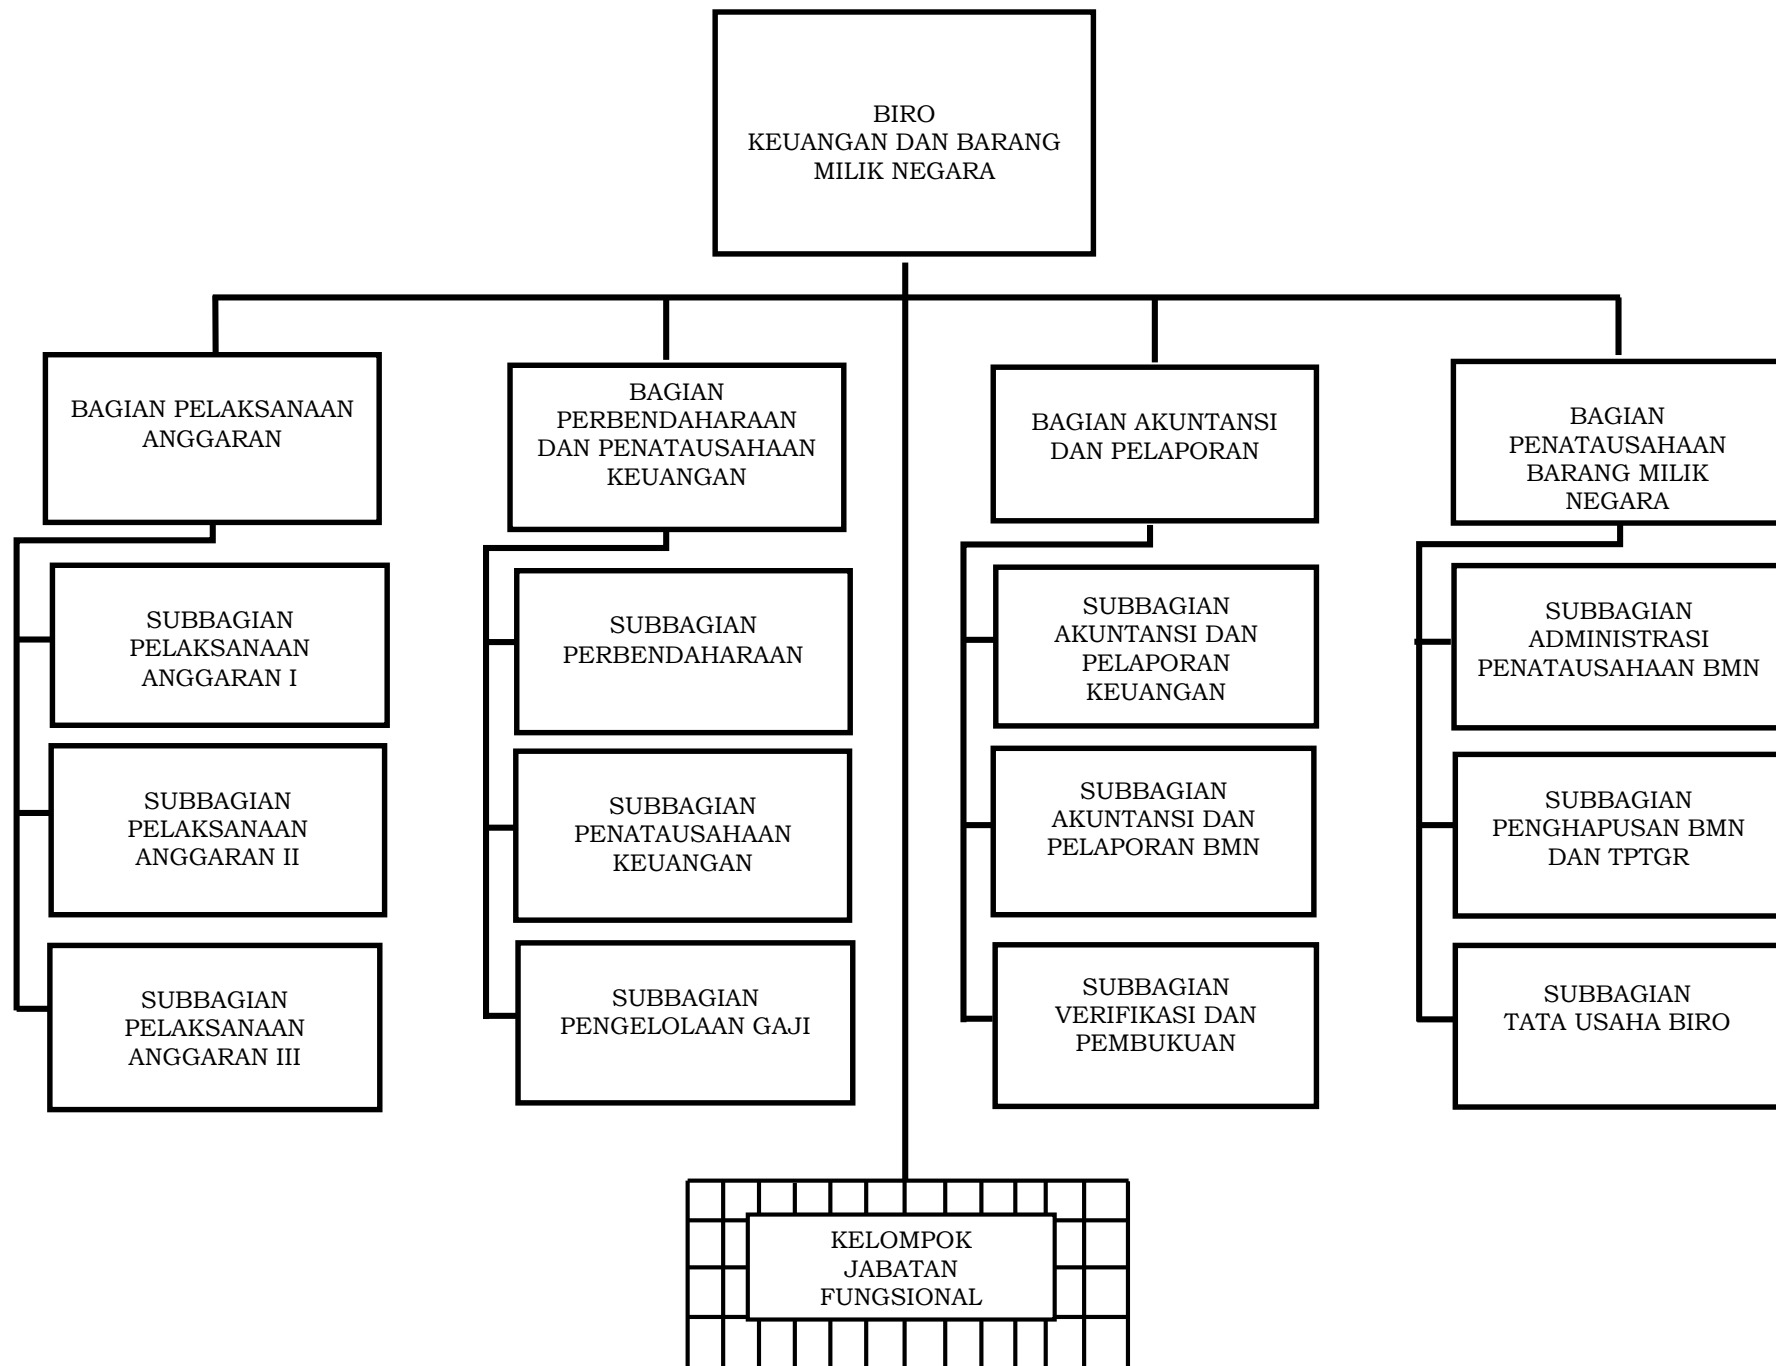 BIRO
KEUANGAN DAN BARANG
MILIK NEGARA
BAGIAN PELAKSANAAN
ANGGARAN
BAGIAN
PERBENDAHARAAN
DAN PENATAUSAHAAN
KEUANGAN
BAGIAN AKUNTANSI
DAN PELAPORAN
BAGIAN
PENATAUSAHAAN
BARANG MILIK
NEGARA
SUBBAGIAN
PELAKSANAAN
ANGGARAN I
SUBBAGIAN
PERBENDAHARAAN
SUBBAGIAN
AKUNTANSI DAN
PELAPORAN
KEUANGAN
SUBBAGIAN
ADMINISTRASI
PENATAUSAHAAN BMN
SUBBAGIAN
PELAKSANAAN
ANGGARAN II
SUBBAGIAN
PENATAUSAHAAN
KEUANGAN
SUBBAGIAN
AKUNTANSI DAN
PELAPORAN BMN
SUBBAGIAN
PENGHAPUSAN BMN
DAN TPTGR
SUBBAGIAN
PELAKSANAAN
ANGGARAN III
SUBBAGIAN
PENGELOLAAN GAJI
SUBBAGIAN
VERIFIKASI DAN
PEMBUKUAN
SUBBAGIAN
TATA USAHA BIRO
KELOMPOK
JABATAN
FUNGSIONAL